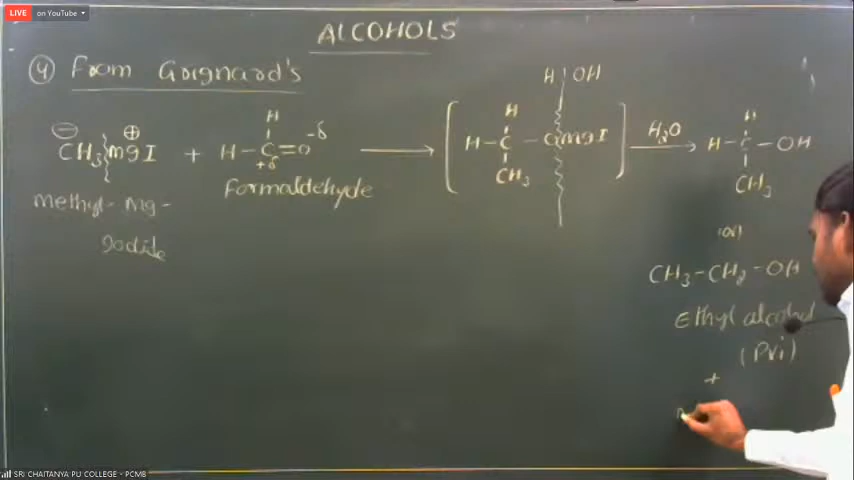 LIVE on YouTube
ALCOHOLS
(4) From Grignard's
⊖ ⊕
CH3 MgI + H-C=O -δ
H
+δ
Methyl-Mg-
Iodide
Formaldehyde
H OH
H
H-C-OMgI
CH3
H2O
H
H-C-OH
CH3
(or)
CH3-CH2-OH
Ethyl alcohol
(Pri)
+
SRI CHAITANYA PU COLLEGE - PCMB